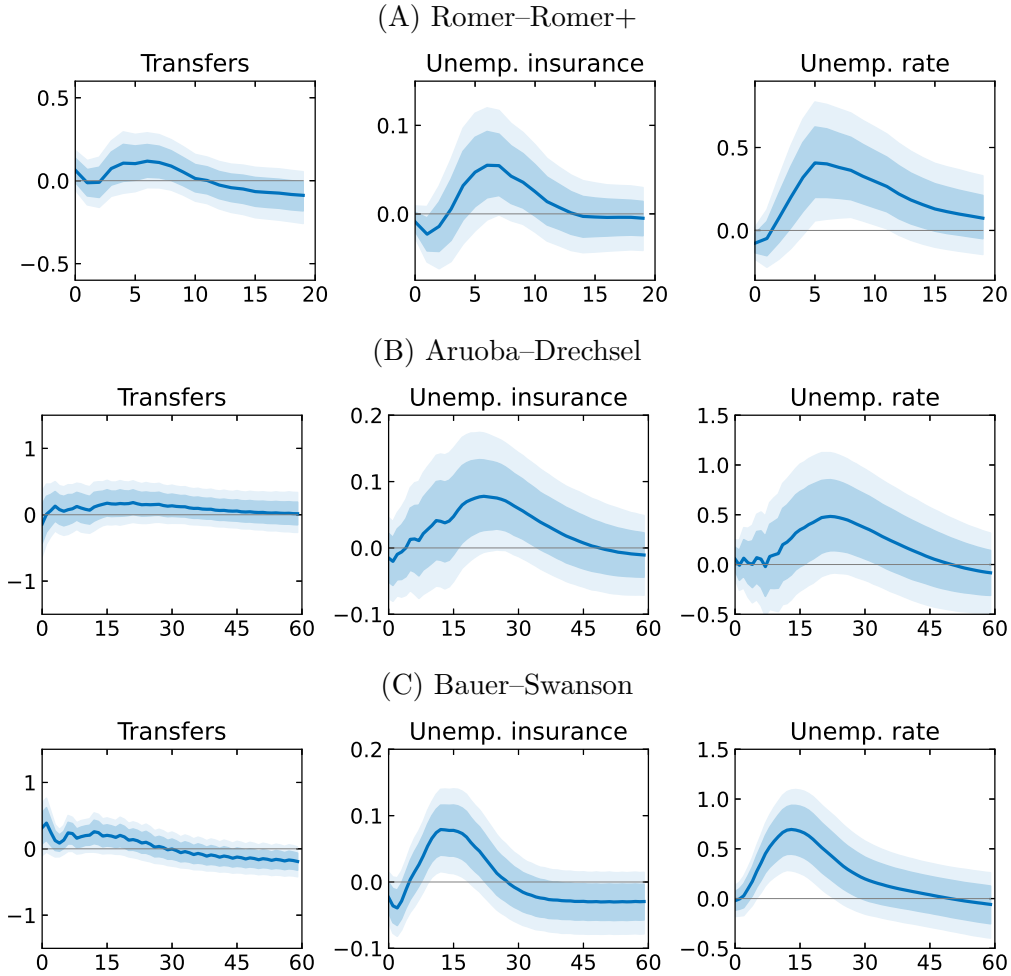 (A) Romer–Romer+
Transfers Unemp. insurance Unemp. rate
0.5 0.1 0.5
0.0 0.0 0.0
−0.5
0 5 10 15 20 0 5 10 15 20 0 5 10 15 20
(B) Aruoba–Drechsel
Transfers Unemp. insurance Unemp. rate
0.2 1.5
1 0.1 1.0
0.5
0 0.0 0.0
−1 −0.1 −0.5
0 15 30 45 60 0 15 30 45 60 0 15 30 45 60
(C) Bauer–Swanson
Transfers Unemp. insurance Unemp. rate
0.2 1.5
1 0.1 1.0
0.5
0 0.0 0.0
−1 −0.1 −0.5
0 15 30 45 60 0 15 30 45 60 0 15 30 45 60